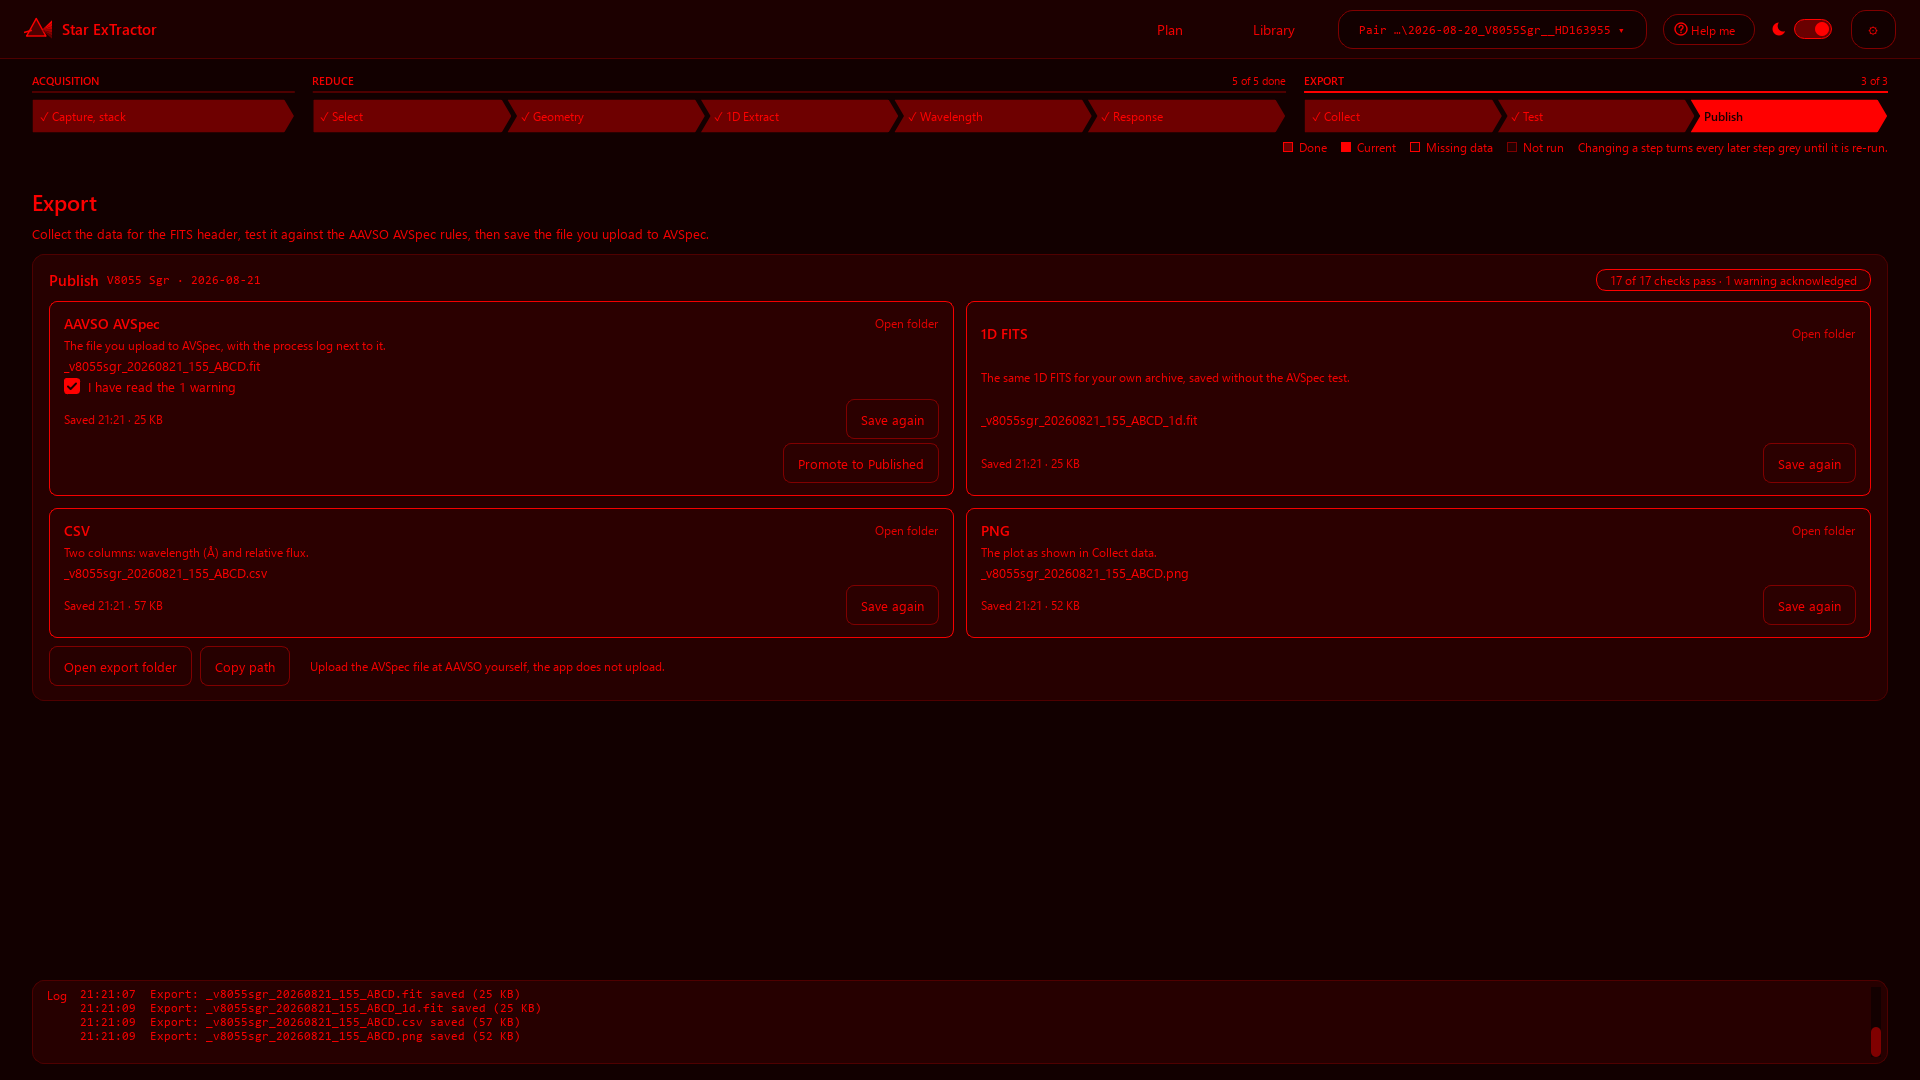 Star ExTractor
Plan
Library
Pair …\2026-08-20_V8055Sgr__HD163955 ▾
Help me
ACQUISITION
REDUCE
5 of 5 done
EXPORT
3 of 3
✓ Capture, stack
✓ Select
✓ Geometry
✓ 1D Extract
✓ Wavelength
✓ Response
✓ Collect
✓ Test
Publish
Done
Current
Missing data
Not run
Changing a step turns every later step grey until it is re-run.
Export
Collect the data for the FITS header, test it against the AAVSO AVSpec rules, then save the file you upload to AVSpec.
Publish V8055 Sgr · 2026-08-21
17 of 17 checks pass · 1 warning acknowledged
AAVSO AVSpec
Open folder
The file you upload to AVSpec, with the process log next to it.
_v8055sgr_20260821_155_ABCD.fit
I have read the 1 warning
Saved 21:21 · 25 KB
Save again
Promote to Published
1D FITS
Open folder
The same 1D FITS for your own archive, saved without the AVSpec test.
_v8055sgr_20260821_155_ABCD_1d.fit
Saved 21:21 · 25 KB
Save again
CSV
Open folder
Two columns: wavelength (Å) and relative flux.
_v8055sgr_20260821_155_ABCD.csv
Saved 21:21 · 57 KB
Save again
PNG
Open folder
The plot as shown in Collect data.
_v8055sgr_20260821_155_ABCD.png
Saved 21:21 · 52 KB
Save again
Open export folder
Copy path
Upload the AVSpec file at AAVSO yourself, the app does not upload.
Log
21:21:07 Export: _v8055sgr_20260821_155_ABCD.fit saved (25 KB)
21:21:09 Export: _v8055sgr_20260821_155_ABCD_1d.fit saved (25 KB)
21:21:09 Export: _v8055sgr_20260821_155_ABCD.csv saved (57 KB)
21:21:09 Export: _v8055sgr_20260821_155_ABCD.png saved (52 KB)